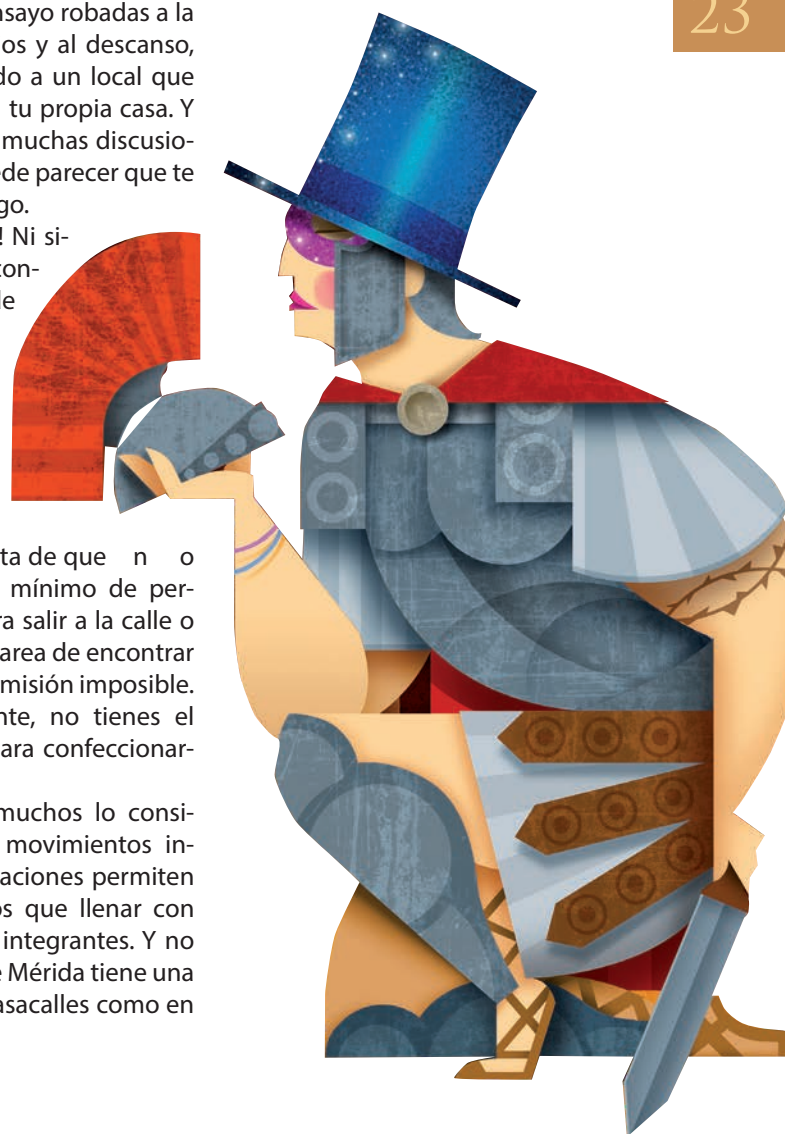 23
nsayo robadas a la
os y al descanso,
do a un local que
tu propia casa. Y
muchas discusio-
ede parecer que te
go.
! Ni si-
con-
le
ta de que n o
mínimo de per-
ra salir a la calle o
area de encontrar
misión imposible.
nte, no tienes el
ara confeccionar-
muchos lo consi-
movimientos in-
aciones permiten
os que llenar con
integrantes. Y no
e Mérida tiene una
asacalles como en